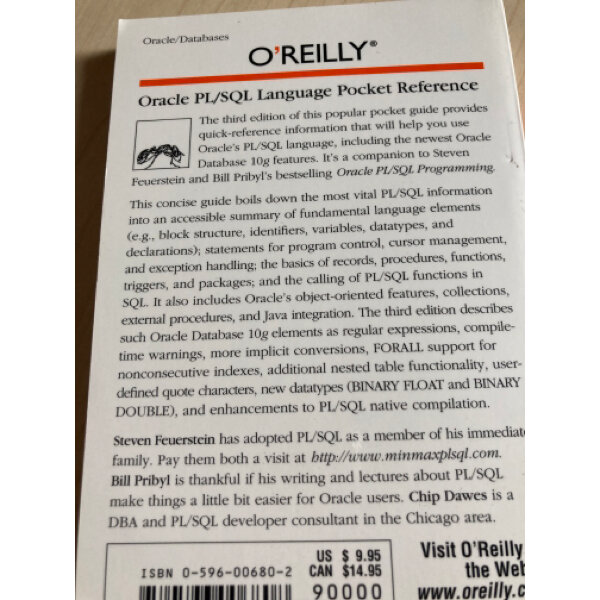 Oracle/Databases
O'REILLY®
Oracle PL/SQL Language Pocket Reference
The third edition of this popular pocket guide provides
quick-reference information that will help you use
Oracle's PL/SQL language, including the newest Oracle
Database 10g features. It's a companion to Steven
Feuerstein and Bill Pribyl's bestselling Oracle PL/SQL Programming.
This concise guide boils down the most vital PL/SQL information
into an accessible summary of fundamental language elements
(e.g., block structure, identifiers, variables, datatypes, and
declarations); statements for program control, cursor management,
and exception handling; the basics of records, procedures, functions,
triggers, and packages; and the calling of PL/SQL functions in
SQL. It also includes Oracle's object-oriented features, collections,
external procedures, and Java integration. The third edition describes
such Oracle Database 10g elements as regular expressions, compile-
time warnings, more implicit conversions, FORALL support for
nonconsecutive indexes, additional nested table functionality, user-
defined quote characters, new datatypes (BINARY FLOAT and BINARY
DOUBLE), and enhancements to PL/SQL native compilation.
Steven Feuerstein has adopted PL/SQL as a member of his immediat
family. Pay them both a visit at http://www.minmaxplsql.com.
Bill Pribyl is thankful if his writing and lectures about PL/SQL
make things a little bit easier for Oracle users. Chip Dawes is a
DBA and PL/SQL developer consultant in the Chicago area.
US $ 9.95
CAN $14.95
ISBN 0-596-00680-2
90000
Visit O'Reilly
the Web
www.oreilly.c